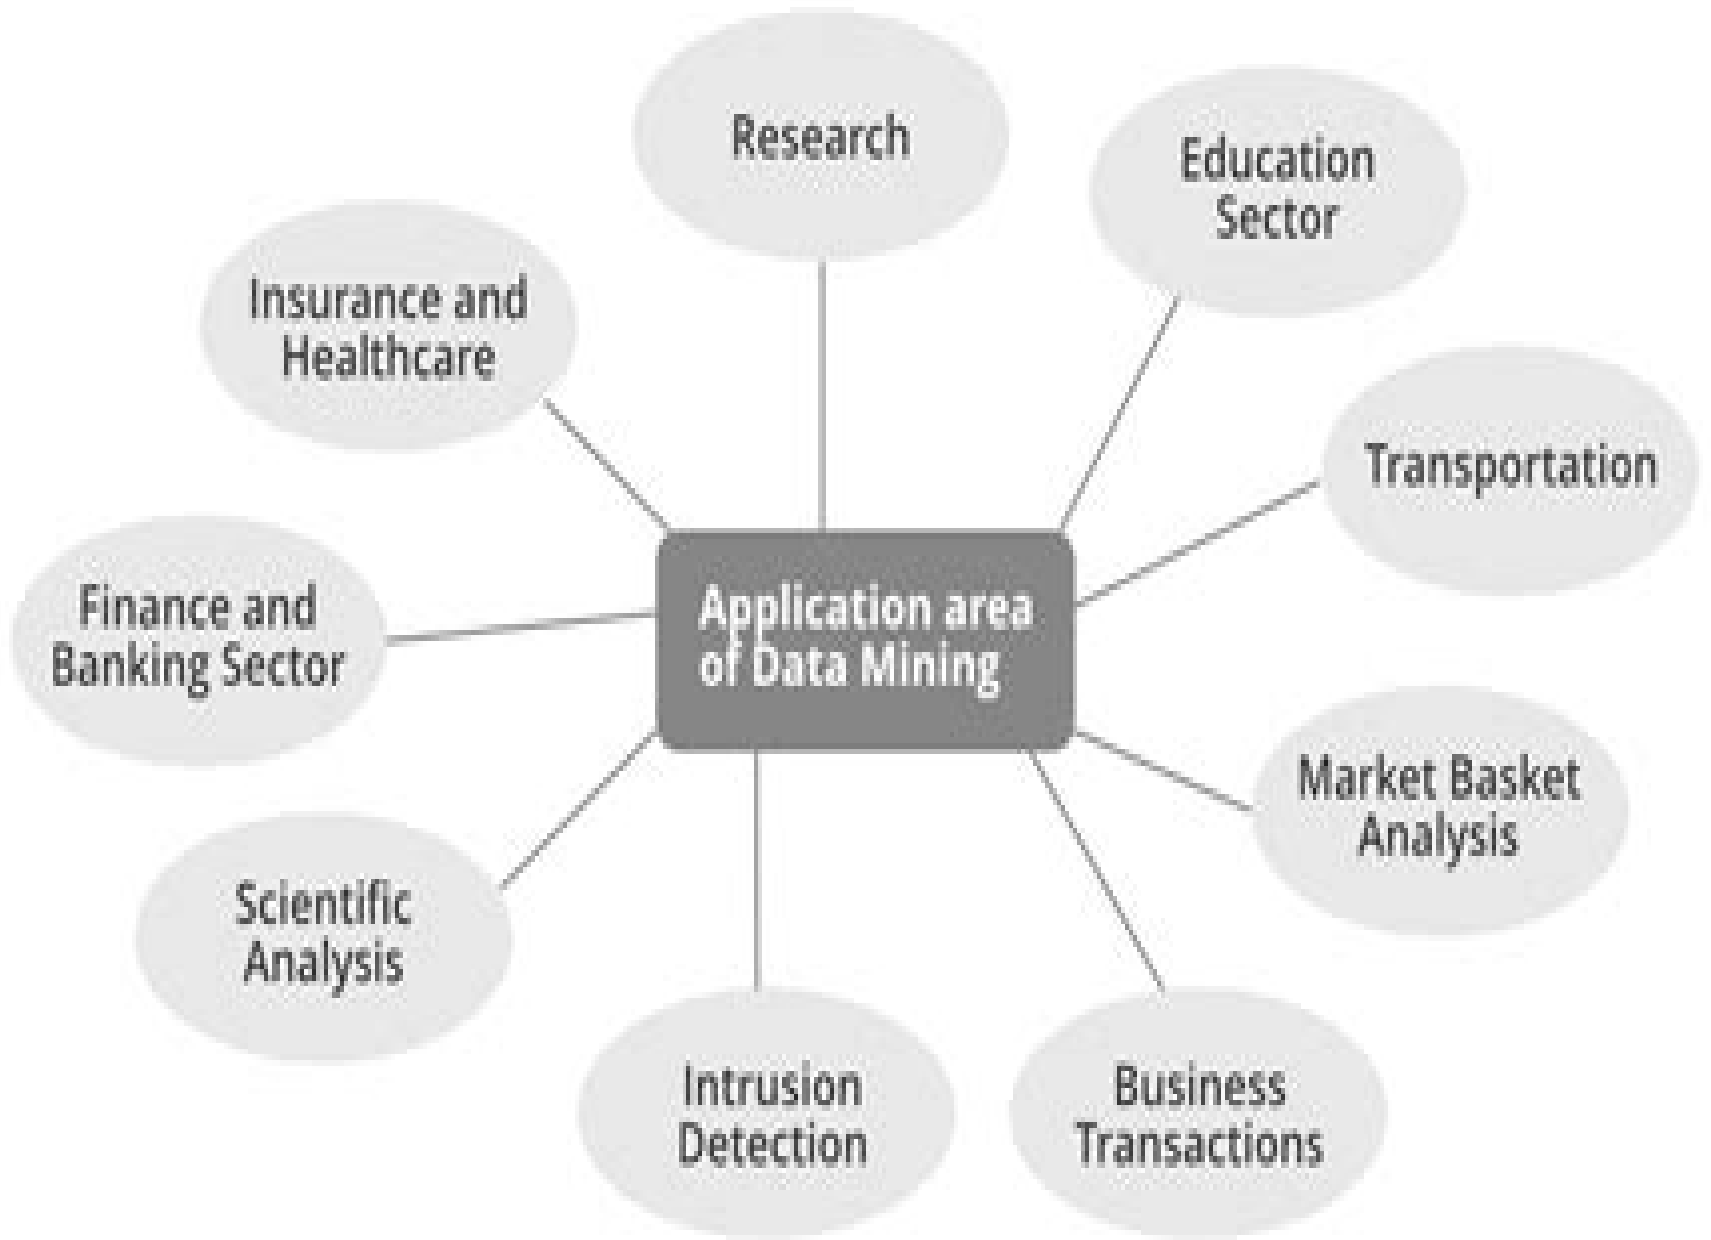 Research
Education
Sector
Insurance and
Healthcare
Transportation
Application area
of Data Mining
Finance and
Banking Sector
Market Basket
Analysis
Scientific
Analysis
Intrusion
Detection
Business
Transactions